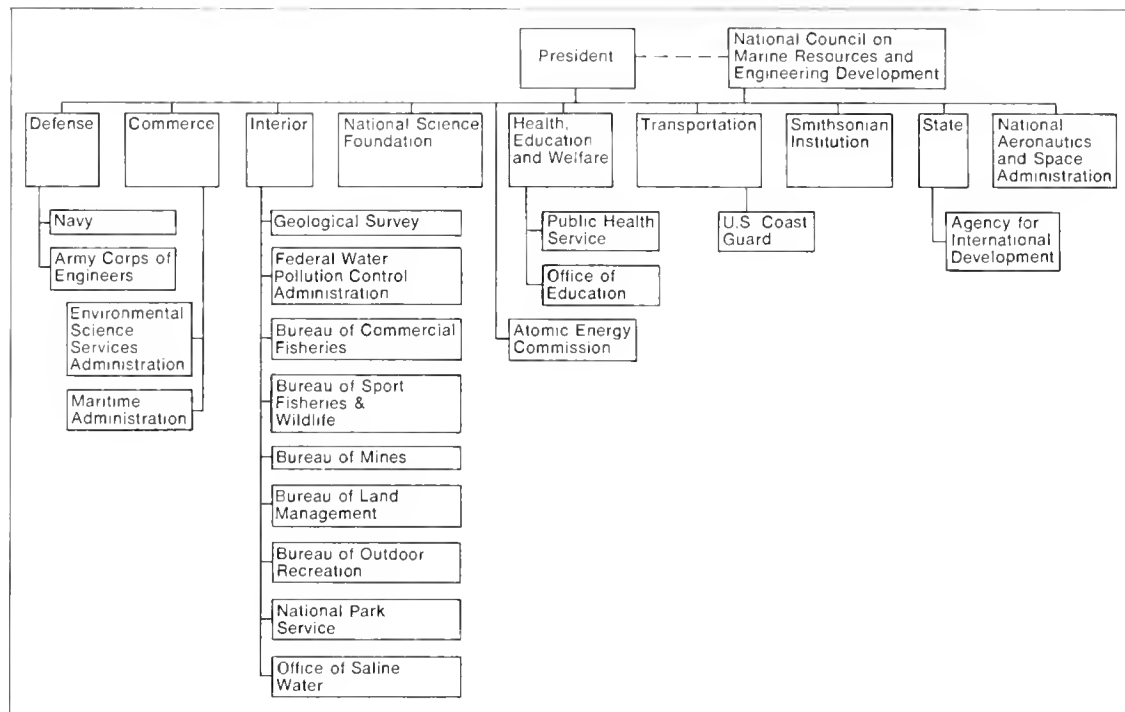 President
National Council on
Marine Resources and
Engineering Development
Defense
Commerce
Interior
National Science
Foundation
Health,
Education
and Welfare
Transportation
Smithsonian
Institution
State
National
Aeronautics
and Space
Administration
Navy
Army Corps of
Engineers
Environmental
Science
Services
Administration
Maritime
Administration
Geological Survey
Federal Water
Pollution Control
Administration
Bureau of Commercial
Fisheries
Bureau of Sport
Fisheries &
Wildlife
Bureau of Mines
Bureau of Land
Management
Bureau of Outdoor
Recreation
National Park
Service
Office of Saline
Water
Public Health
Service
Office of
Education
Atomic Energy
Commission
U.S Coast
Guard
Agency for
International
Development